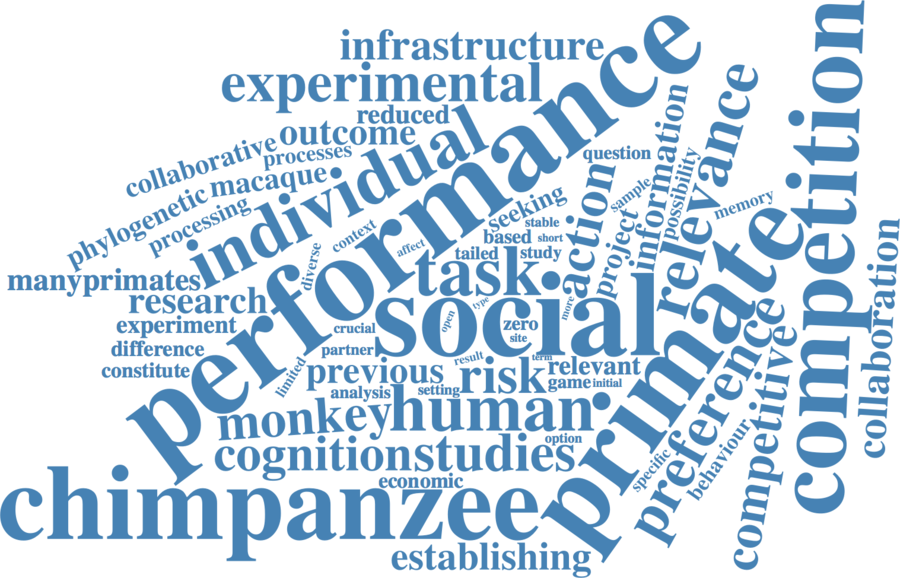 infrastructure
experimental
reduced
outcome
collaborative
processes
phylogenetic
macaque
processing
individual
performance
question
information
relevance
competition
possibility
sample
memory
seeking
action
project
stable
based
short
context
affect
diverse
tailed
study
manyprimates
task
research
social
more
type
open
experiment
crucial
zero
site
primate
collaboration
difference
partner
result
term
constitute
limited
previous
risk
relevant
preference
competitive
analysis
setting
game
initial
monkey
human
option
cognition
studies
specific
behaviour
economic
chimpanzee
establishing